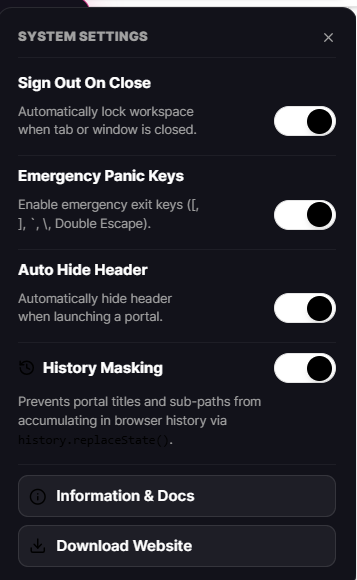 SYSTEM SETTINGS
Sign Out On Close
Automatically lock workspace
when tab or window is closed.
Emergency Panic Keys
Enable emergency exit keys ([,
], `, \, Double Escape).
Auto Hide Header
Automatically hide header
when launching a portal.
History Masking
Prevents portal titles and sub-paths from
accumulating in browser history via
history.replaceState().
Information & Docs
Download Website